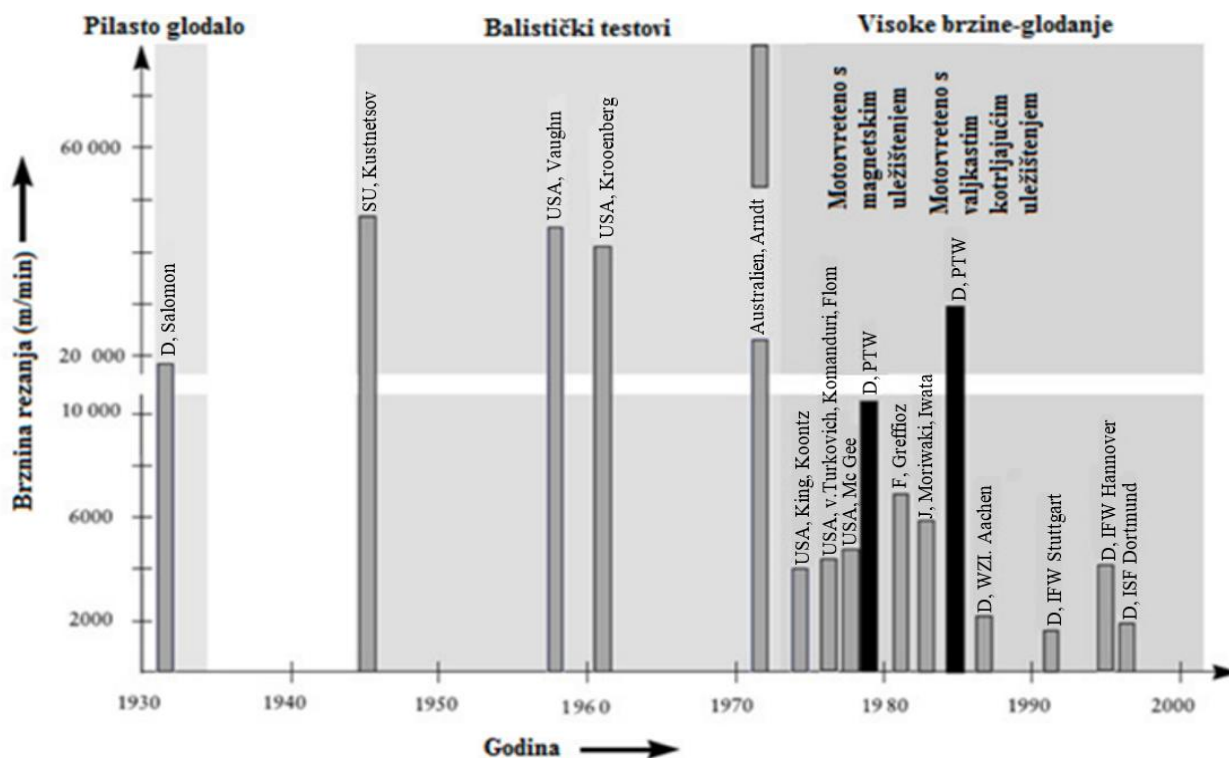 Pilasto glodalo
Balistički testovi
Visoke brzine-glodanje
Motorvreteno s
magnetskim
uležištenjem
Motorvreteno s
valjkastim
kotrljajućim
uležištenjem
Brznina rezanja (m/min)
60 000
20 000
10 000
6000
2000
D, Salomon
SU, Kustnetsov
USA, Vaughn
USA, Krooenberg
Australien, Arndt
USA, King, Koontz
USA, v.Turkovich, Komanduri, Flom
USA, Mc Gee
D, PTW
F, Greffioz
J, Moriwaki, Iwata
D, PTW
D, WZI. Aachen
D, IFW Stuttgart
D, IFW Hannover
D, ISF Dortmund
1930
1940
1950
1960
1970
1980
1990
2000
Godina